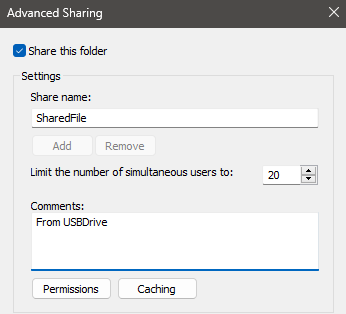 Advanced Sharing
Share this folder
Settings
Share name:
SharedFile
Add Remove
Limit the number of simultaneous users to: 20
Comments:
From USBDrive
Permissions Caching